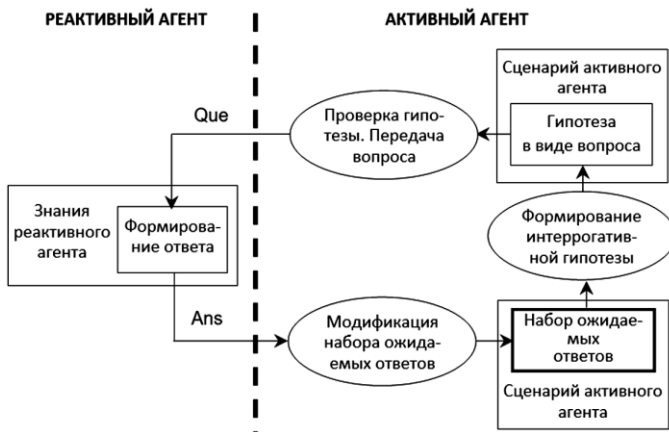 РЕАКТИВНЫЙ АГЕНТ
АКТИВНЫЙ АГЕНТ
Сценарий активного
агента
Гипотеза
в виде вопроса
Проверка гипо-
тезы. Передача
вопроса
Que
Знания
реактивного
агента
Формирова-
ние ответа
Формирование
интеррогатив-
ной гипотезы
Ans
Модификация
набора ожида-
емых ответов
Набор ожидае-
мых
ответов
Сценарий активного
агента